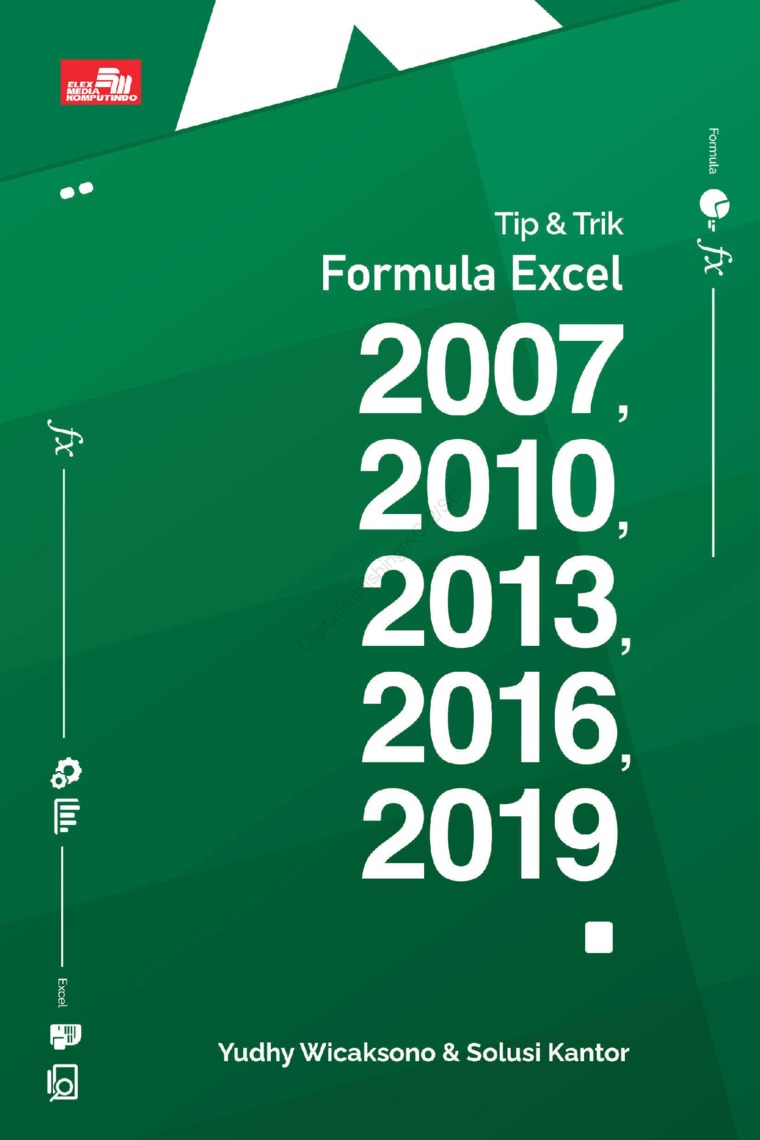 ELEX
MEDIA
KOMPUTINDO
Formula
fx
Tip & Trik
Formula Excel
2007,
2010,
2013,
2016,
2019
fx
Excel
Yudhy Wicaksono & Solusi Kantor